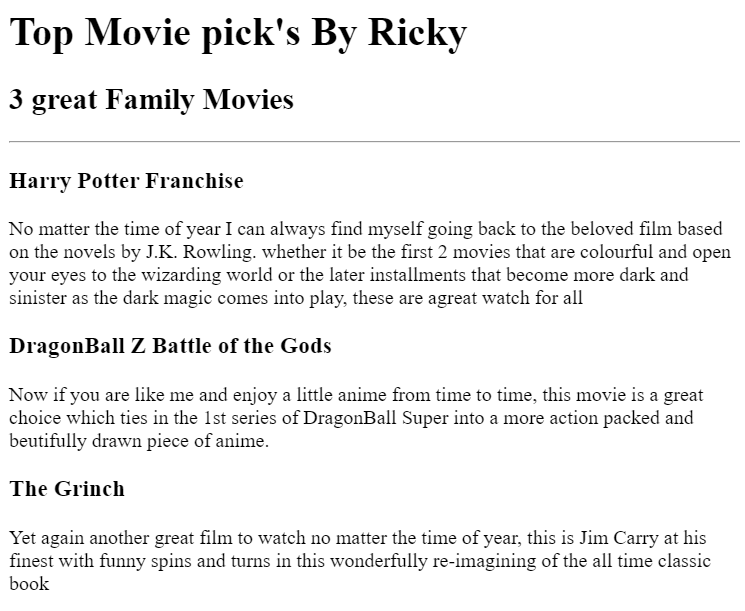 Top Movie pick's By Ricky
3 great Family Movies
Harry Potter Franchise
No matter the time of year I can always find myself going back to the beloved film based
on the novels by J.K. Rowling. whether it be the first 2 movies that are colourful and open
your eyes to the wizarding world or the later installments that become more dark and
sinister as the dark magic comes into play, these are agreat watch for all
DragonBall Z Battle of the Gods
Now if you are like me and enjoy a little anime from time to time, this movie is a great
choice which ties in the 1st series of DragonBall Super into a more action packed and
beutifully drawn piece of anime.
The Grinch
Yet again another great film to watch no matter the time of year, this is Jim Carry at his
finest with funny spins and turns in this wonderfully re-imagining of the all time classic
book